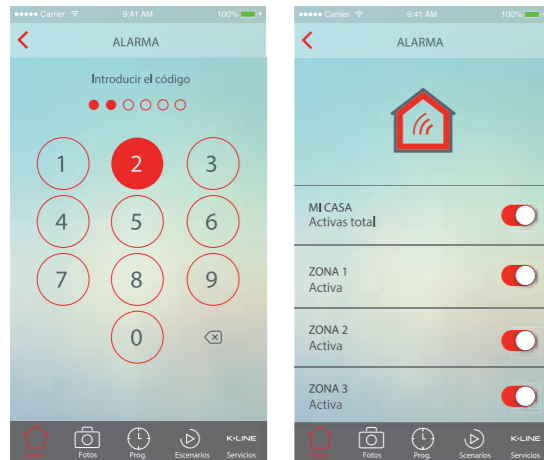 Carrier 9:41 AM 100%
ALARMA
Introducir el código
1 2 3
4 5 6
7 8 9
0
Fotos Prog. Escenarios K•LINE Servicios
Carrier 9:41 AM 100%
ALARMA
MI CASA
Activas total
ZONA 1
Activa
ZONA 2
Activa
ZONA 3
Activa
Fotos Prog. Scenarios K•LINE Servicios